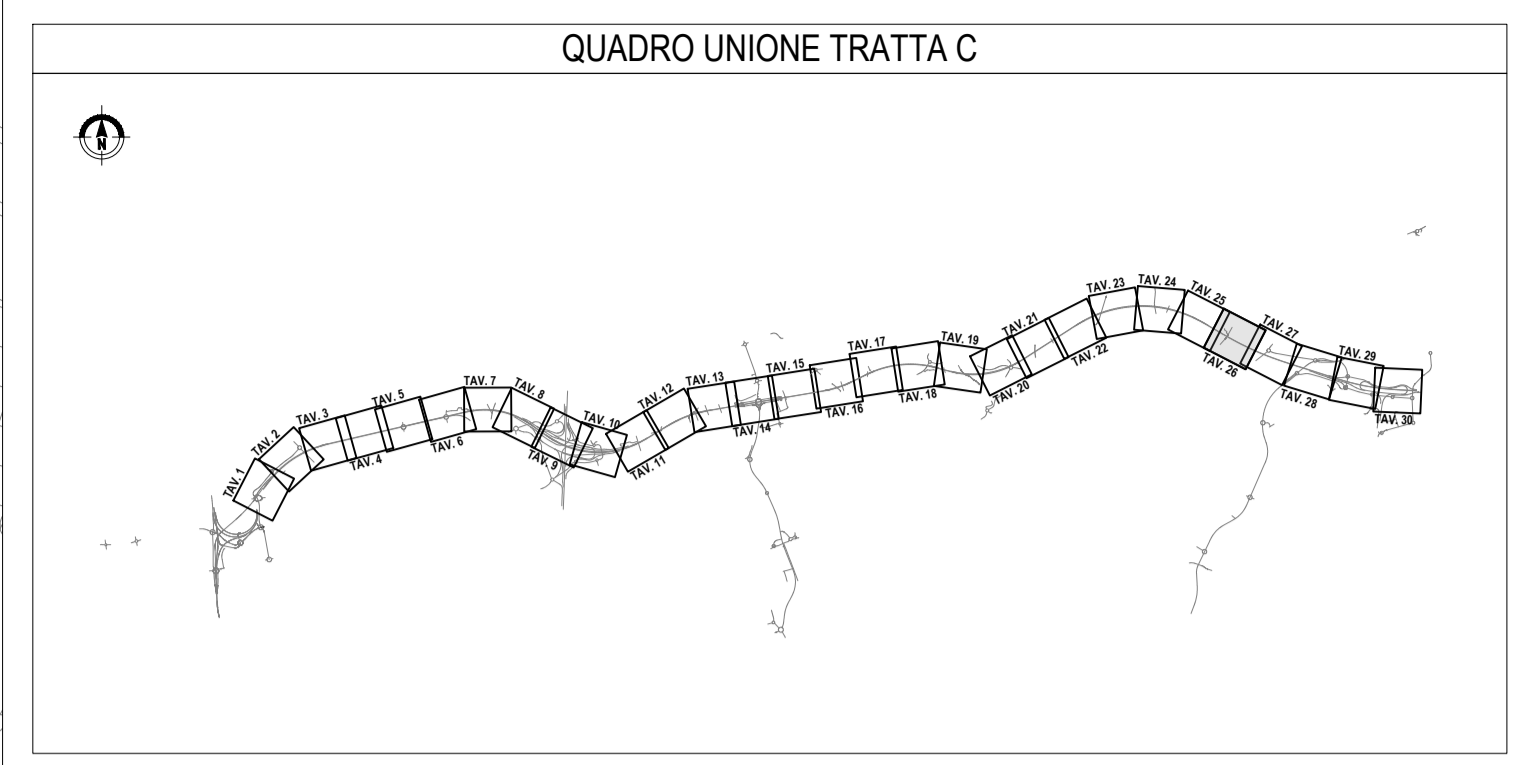 QUADRO UNIONE TRATTA C
N
TAV. 1
TAV. 2
TAV. 3
TAV. 4
TAV. 5
TAV. 6
TAV. 7
TAV. 8
TAV. 9
TAV. 10
TAV. 11
TAV. 12
TAV. 13
TAV. 14
TAV. 15
TAV. 16
TAV. 17
TAV. 18
TAV. 19
TAV. 20
TAV. 21
TAV. 22
TAV. 23
TAV. 24
TAV. 25
TAV. 26
TAV. 27
TAV. 28
TAV. 29
TAV. 30